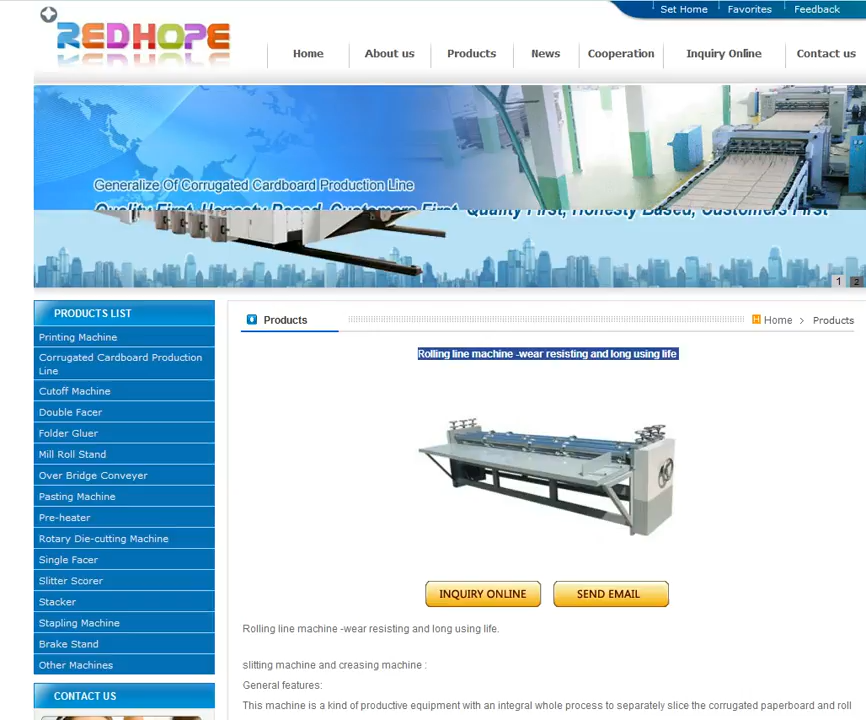 Set Home
Favorites
Feedback
REDHOPE
Home
About us
Products
News
Cooperation
Inquiry Online
Contact us
Generalize Of Corrugated Cardboard Production Line
Quality First, Honesty Based, Customers First
Quality First, Honesty Based, Customers First
1
2
PRODUCTS LIST
Printing Machine
Corrugated Cardboard Production
Line
Cutoff Machine
Double Facer
Folder Gluer
Mill Roll Stand
Over Bridge Conveyer
Pasting Machine
Pre-heater
Rotary Die-cutting Machine
Single Facer
Slitter Scorer
Stacker
Stapling Machine
Brake Stand
Other Machines
CONTACT US
Products
H Home > Products
Rolling line machine -wear resisting and long using life
INQUIRY ONLINE
SEND EMAIL
Rolling line machine -wear resisting and long using life.
slitting machine and creasing machine :
General features:
This machine is a kind of productive equipment with an integral whole process to separately slice the corrugated paperboard and roll